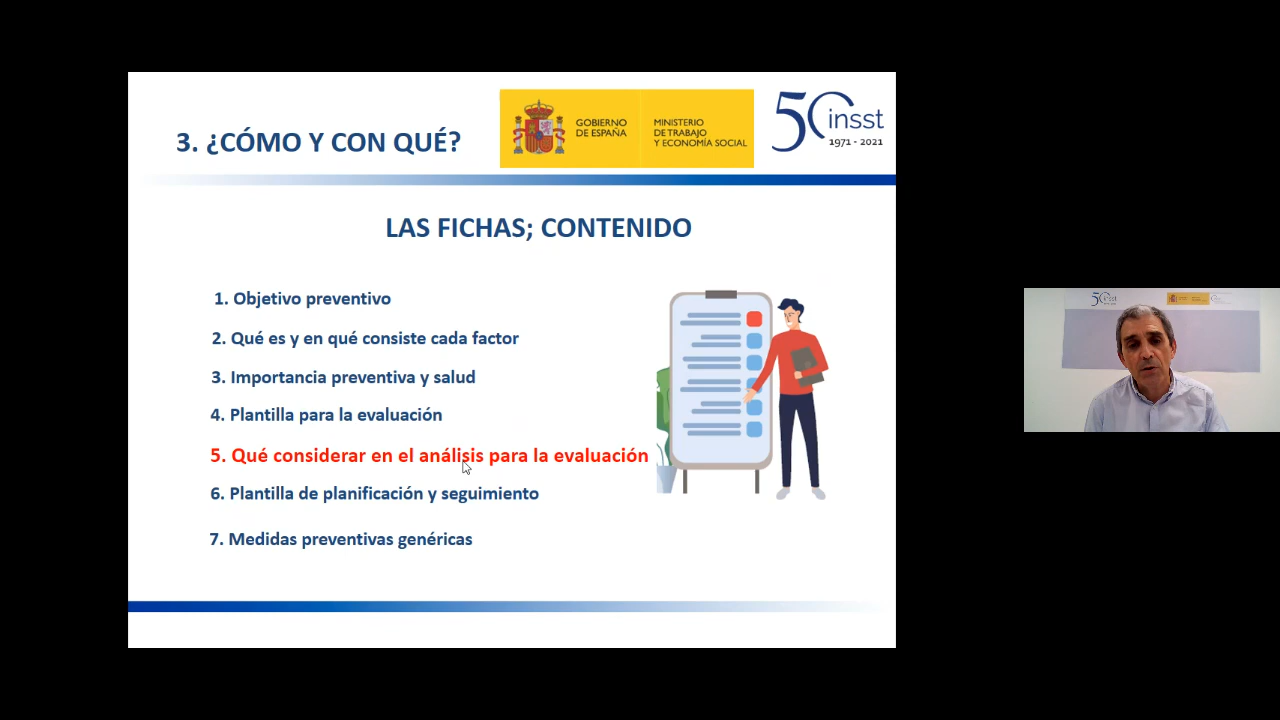 3. ¿CÓMO Y CON QUÉ?
GOBIERNO
DE ESPAÑA
MINISTERIO
DE TRABAJO
Y ECONOMÍA SOCIAL
50 insst
1971 - 2021
LAS FICHAS; CONTENIDO
1. Objetivo preventivo
2. Qué es y en qué consiste cada factor
3. Importancia preventiva y salud
4. Plantilla para la evaluación
5. Qué considerar en el análisis para la evaluación
6. Plantilla de planificación y seguimiento
7. Medidas preventivas genéricas